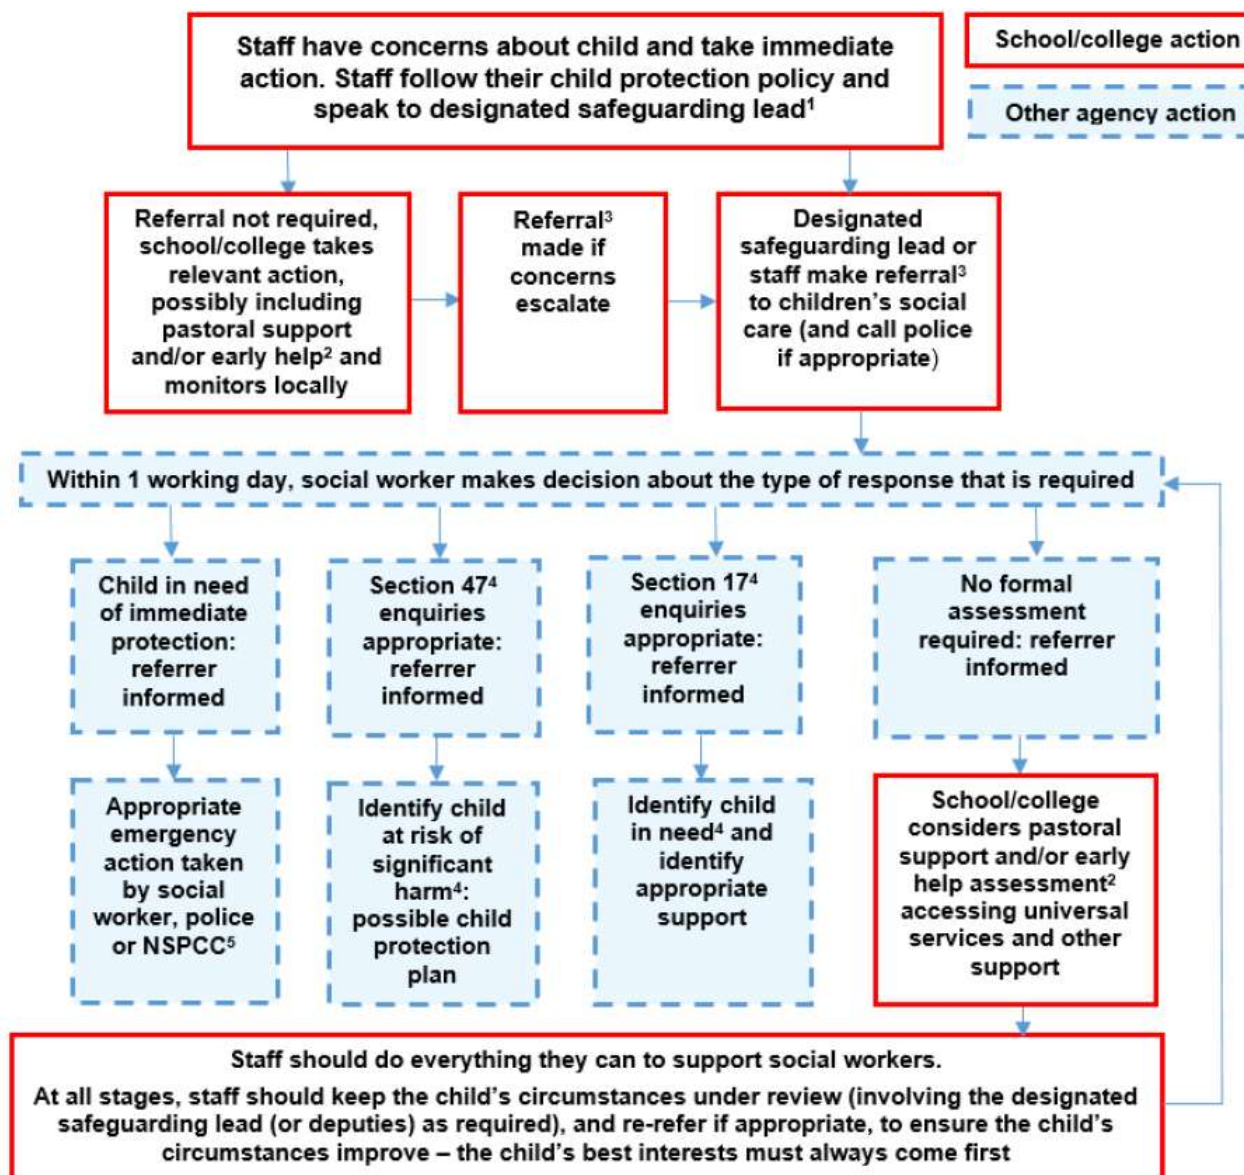 Staff have concerns about child and take immediate
action. Staff follow their child protection policy and
speak to designated safeguarding lead¹
School/college action
Other agency action
Referral not required,
school/college takes
relevant action,
possibly including
pastoral support
and/or early help² and
monitors locally
Referral³
made if
concerns
escalate
Designated
safeguarding lead or
staff make referral³
to children’s social
care (and call police
if appropriate)
Within 1 working day, social worker makes decision about the type of response that is required
Child in need
of immediate
protection:
referrer
informed
Section 47⁴
enquiries
appropriate:
referrer
informed
Section 17⁴
enquiries
appropriate:
referrer
informed
No formal
assessment
required: referrer
informed
Appropriate
emergency
action taken
by social
worker, police
or NSPCC⁵
Identify child
at risk of
significant
harm⁴:
possible child
protection
plan
Identify child
in need⁴ and
identify
appropriate
support
School/college
considers pastoral
support and/or early
help assessment²
accessing universal
services and other
support
Staff should do everything they can to support social workers.
At all stages, staff should keep the child’s circumstances under review (involving the designated
safeguarding lead (or deputies) as required), and re-refer if appropriate, to ensure the child’s
circumstances improve – the child’s best interests must always come first